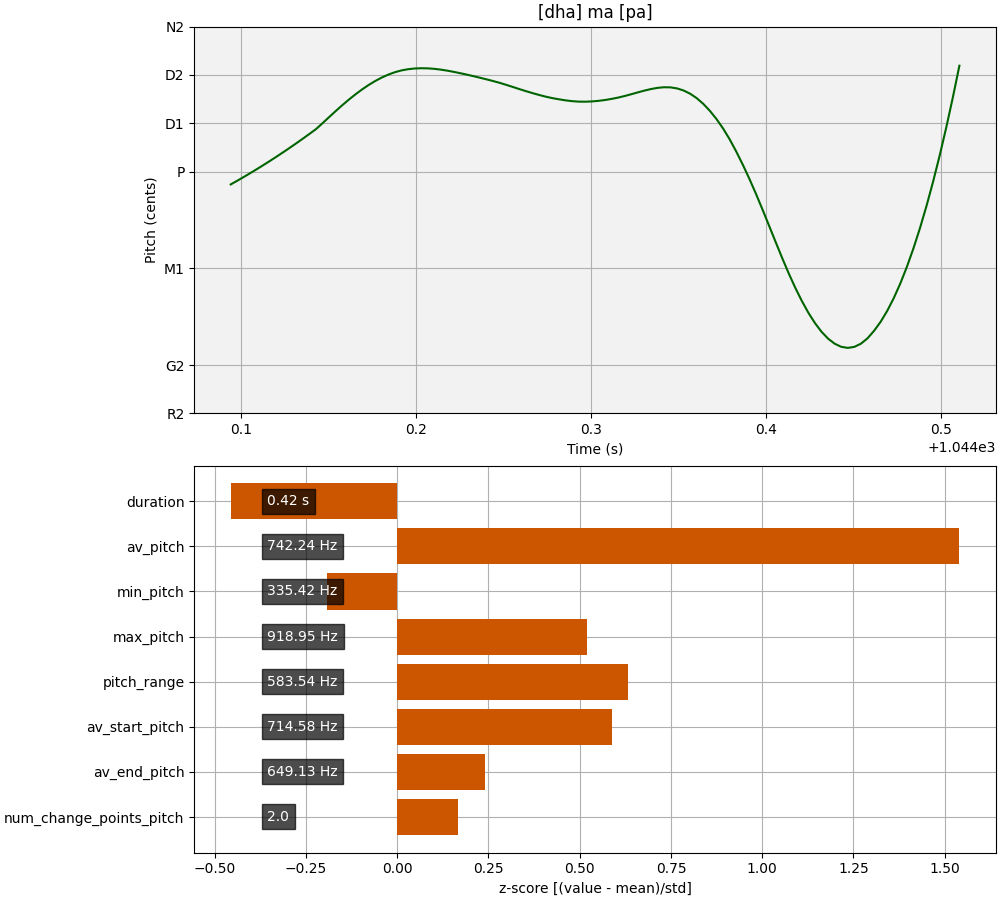 [dha] ma [pa]
N2
D2
D1
P
M1
G2
R2
Pitch (cents)
0.1 0.2 0.3 0.4 0.5
Time (s)
+1.044e3
duration 0.42 s
av_pitch 742.24 Hz
min_pitch 335.42 Hz
max_pitch 918.95 Hz
pitch_range 583.54 Hz
av_start_pitch 714.58 Hz
av_end_pitch 649.13 Hz
num_change_points_pitch 2.0
−0.50 −0.25 0.00 0.25 0.50 0.75 1.00 1.25 1.50
z-score [(value - mean)/std]